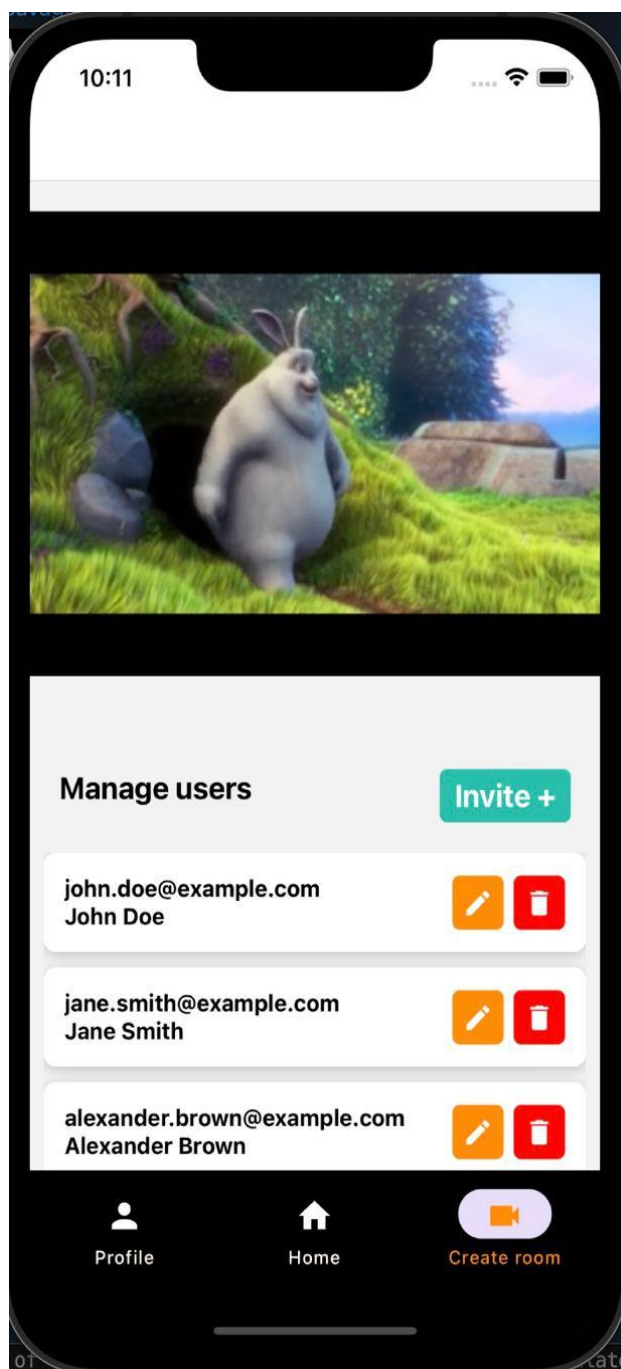 10:11
Manage users
Invite +
john.doe@example.com
John Doe
jane.smith@example.com
Jane Smith
alexander.brown@example.com
Alexander Brown
Profile
Home
Create room
of